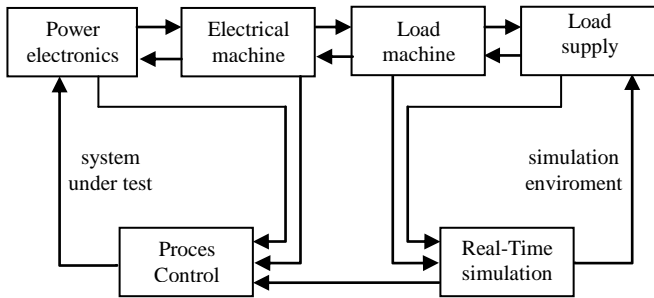 Power
electronics
Electrical
machine
Load
machine
Load
supply
system
under test
simulation
enviroment
Proces
Control
Real-Time
simulation